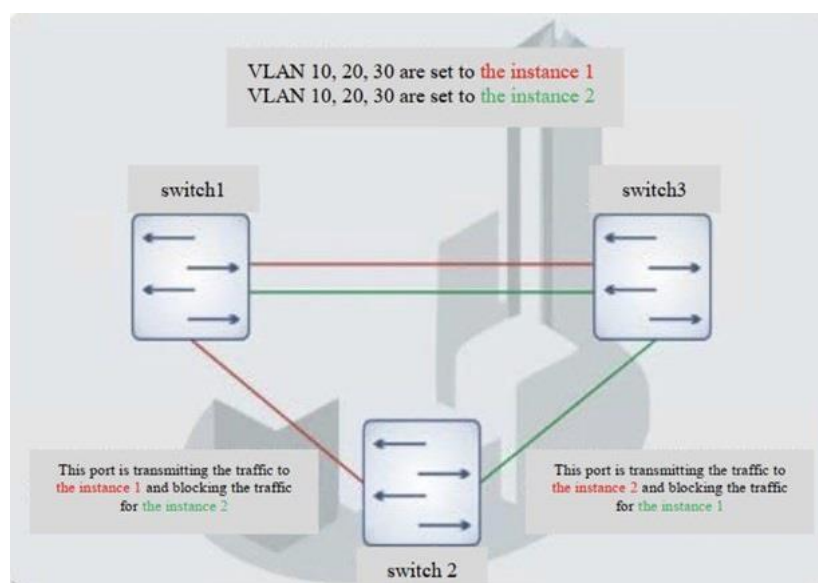 VLAN 10, 20, 30 are set to the instance 1
VLAN 10, 20, 30 are set to the instance 2
switch1
switch3
This port is transmitting the traffic to
the instance 1 and blocking the traffic
for the instance 2
This port is transmitting the traffic to
the instance 2 and blocking the traffic
for the instance 1
switch 2